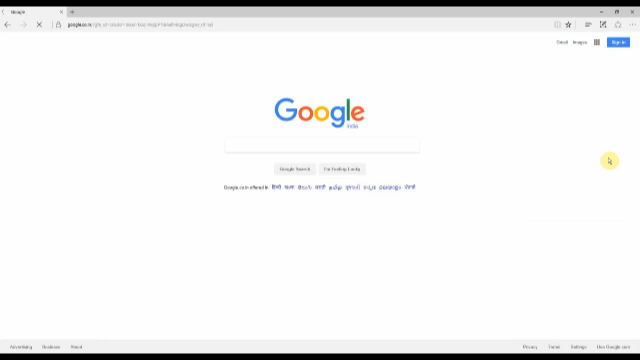 Google
Gmail Images Sign in
Google
India
Google Search I'm Feeling Lucky
Google.co.in offered in: हिन्दी বাংলা తెలుగు मराठी தமிழ் ગુજરાતી ಕನ್ನಡ മലയാളം ਪੰਜਾਬੀ
Advertising Business About
Privacy Terms Settings Use Google.com